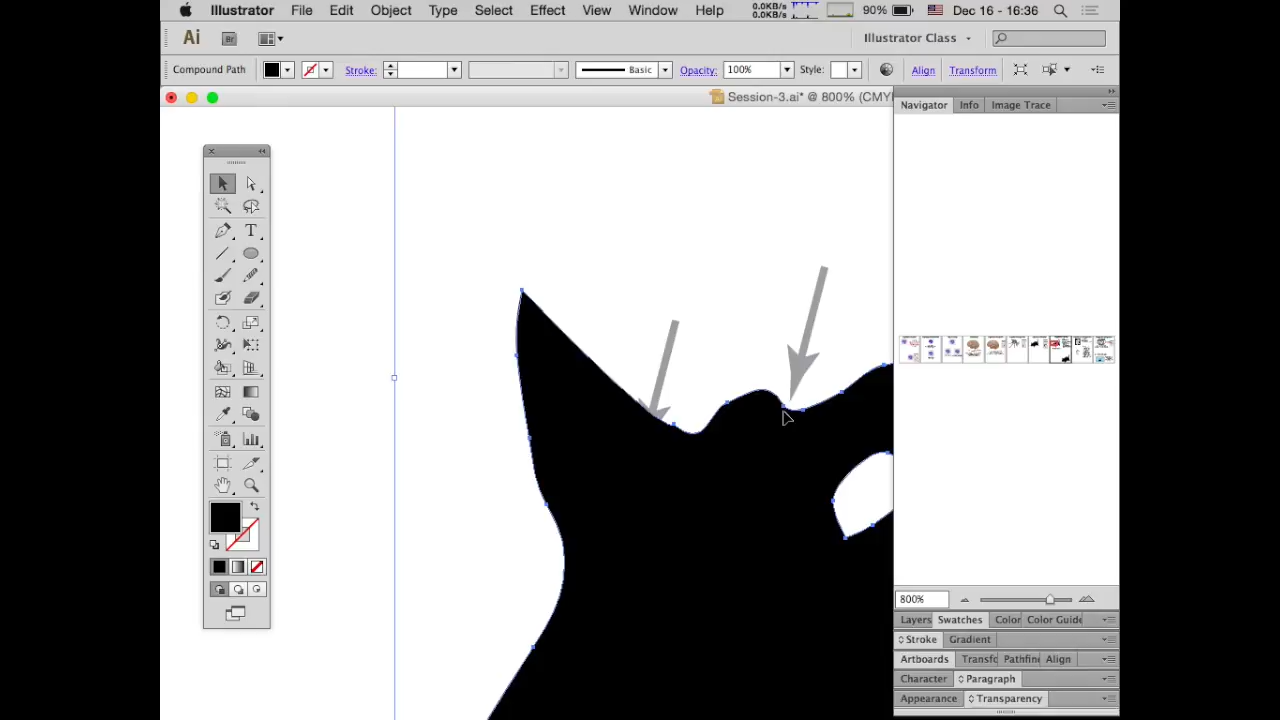 Illustrator File Edit Object Type Select Effect View Window Help 0.0KB/s 0.0KB/s 90% Dec 16 - 16:36
Ai Br Illustrator Class
Compound Path Stroke: Basic Opacity: 100% Style: Align Transform
Session-3.ai* @ 800% (CMY
Navigator Info Image Trace
T
800%
Layers Swatches Color Color Guide
Stroke Gradient
Artboards Transfo Pathfin Align
Character Paragraph
Appearance Transparency